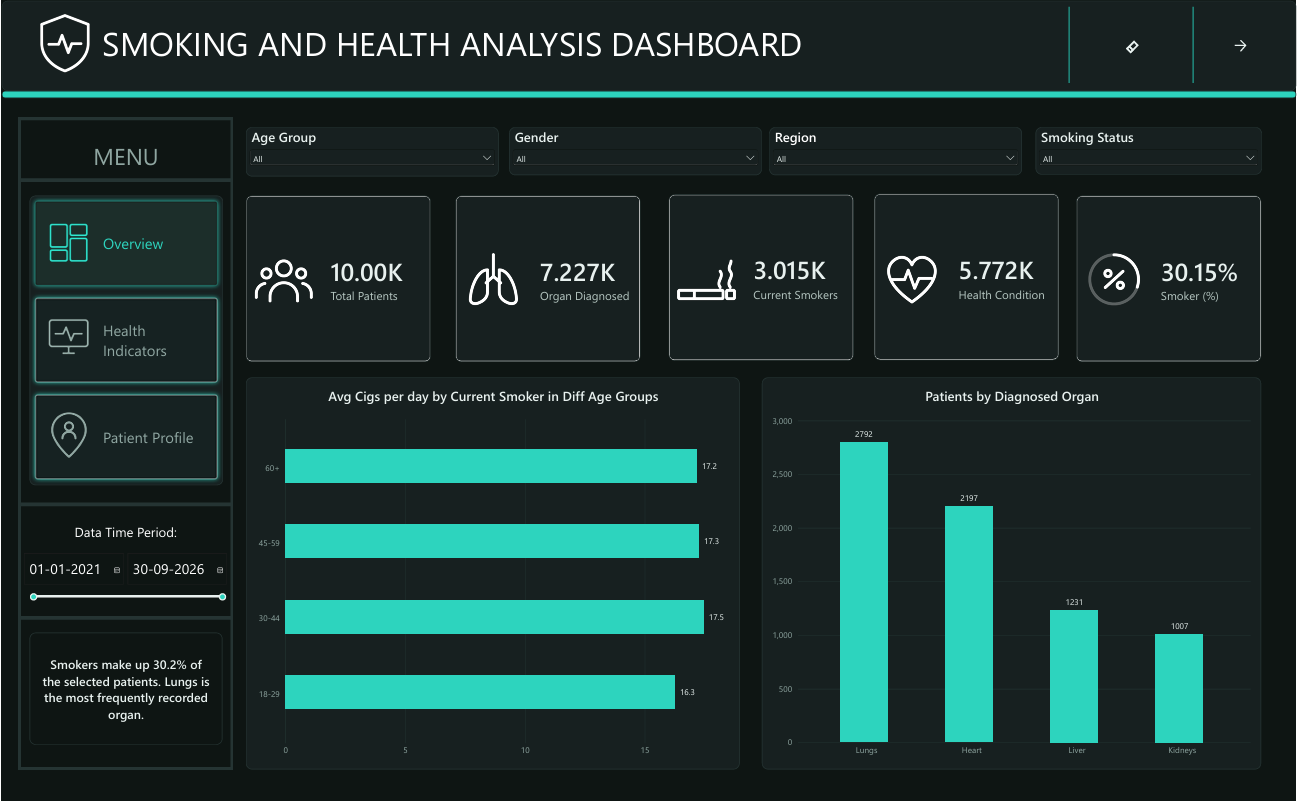 SMOKING AND HEALTH ANALYSIS DASHBOARD
MENU
Overview
Health
Indicators
Patient Profile
Data Time Period:
01-01-2021 30-09-2026
Smokers make up 30.2% of
the selected patients. Lungs is
the most frequently recorded
organ.
Age Group
All
Gender
All
Region
All
Smoking Status
All
10.00K
Total Patients
7.227K
Organ Diagnosed
3.015K
Current Smokers
5.772K
Health Condition
30.15%
Smoker (%)
Avg Cigs per day by Current Smoker in Diff Age Groups
60+ 17.2
45-59 17.3
30-44 17.5
18-29 16.3
0 5 10 15
Patients by Diagnosed Organ
3,000
2,500
2,000
1,500
1,000
500
0
2792
2197
1231
1007
Lungs Heart Liver Kidneys